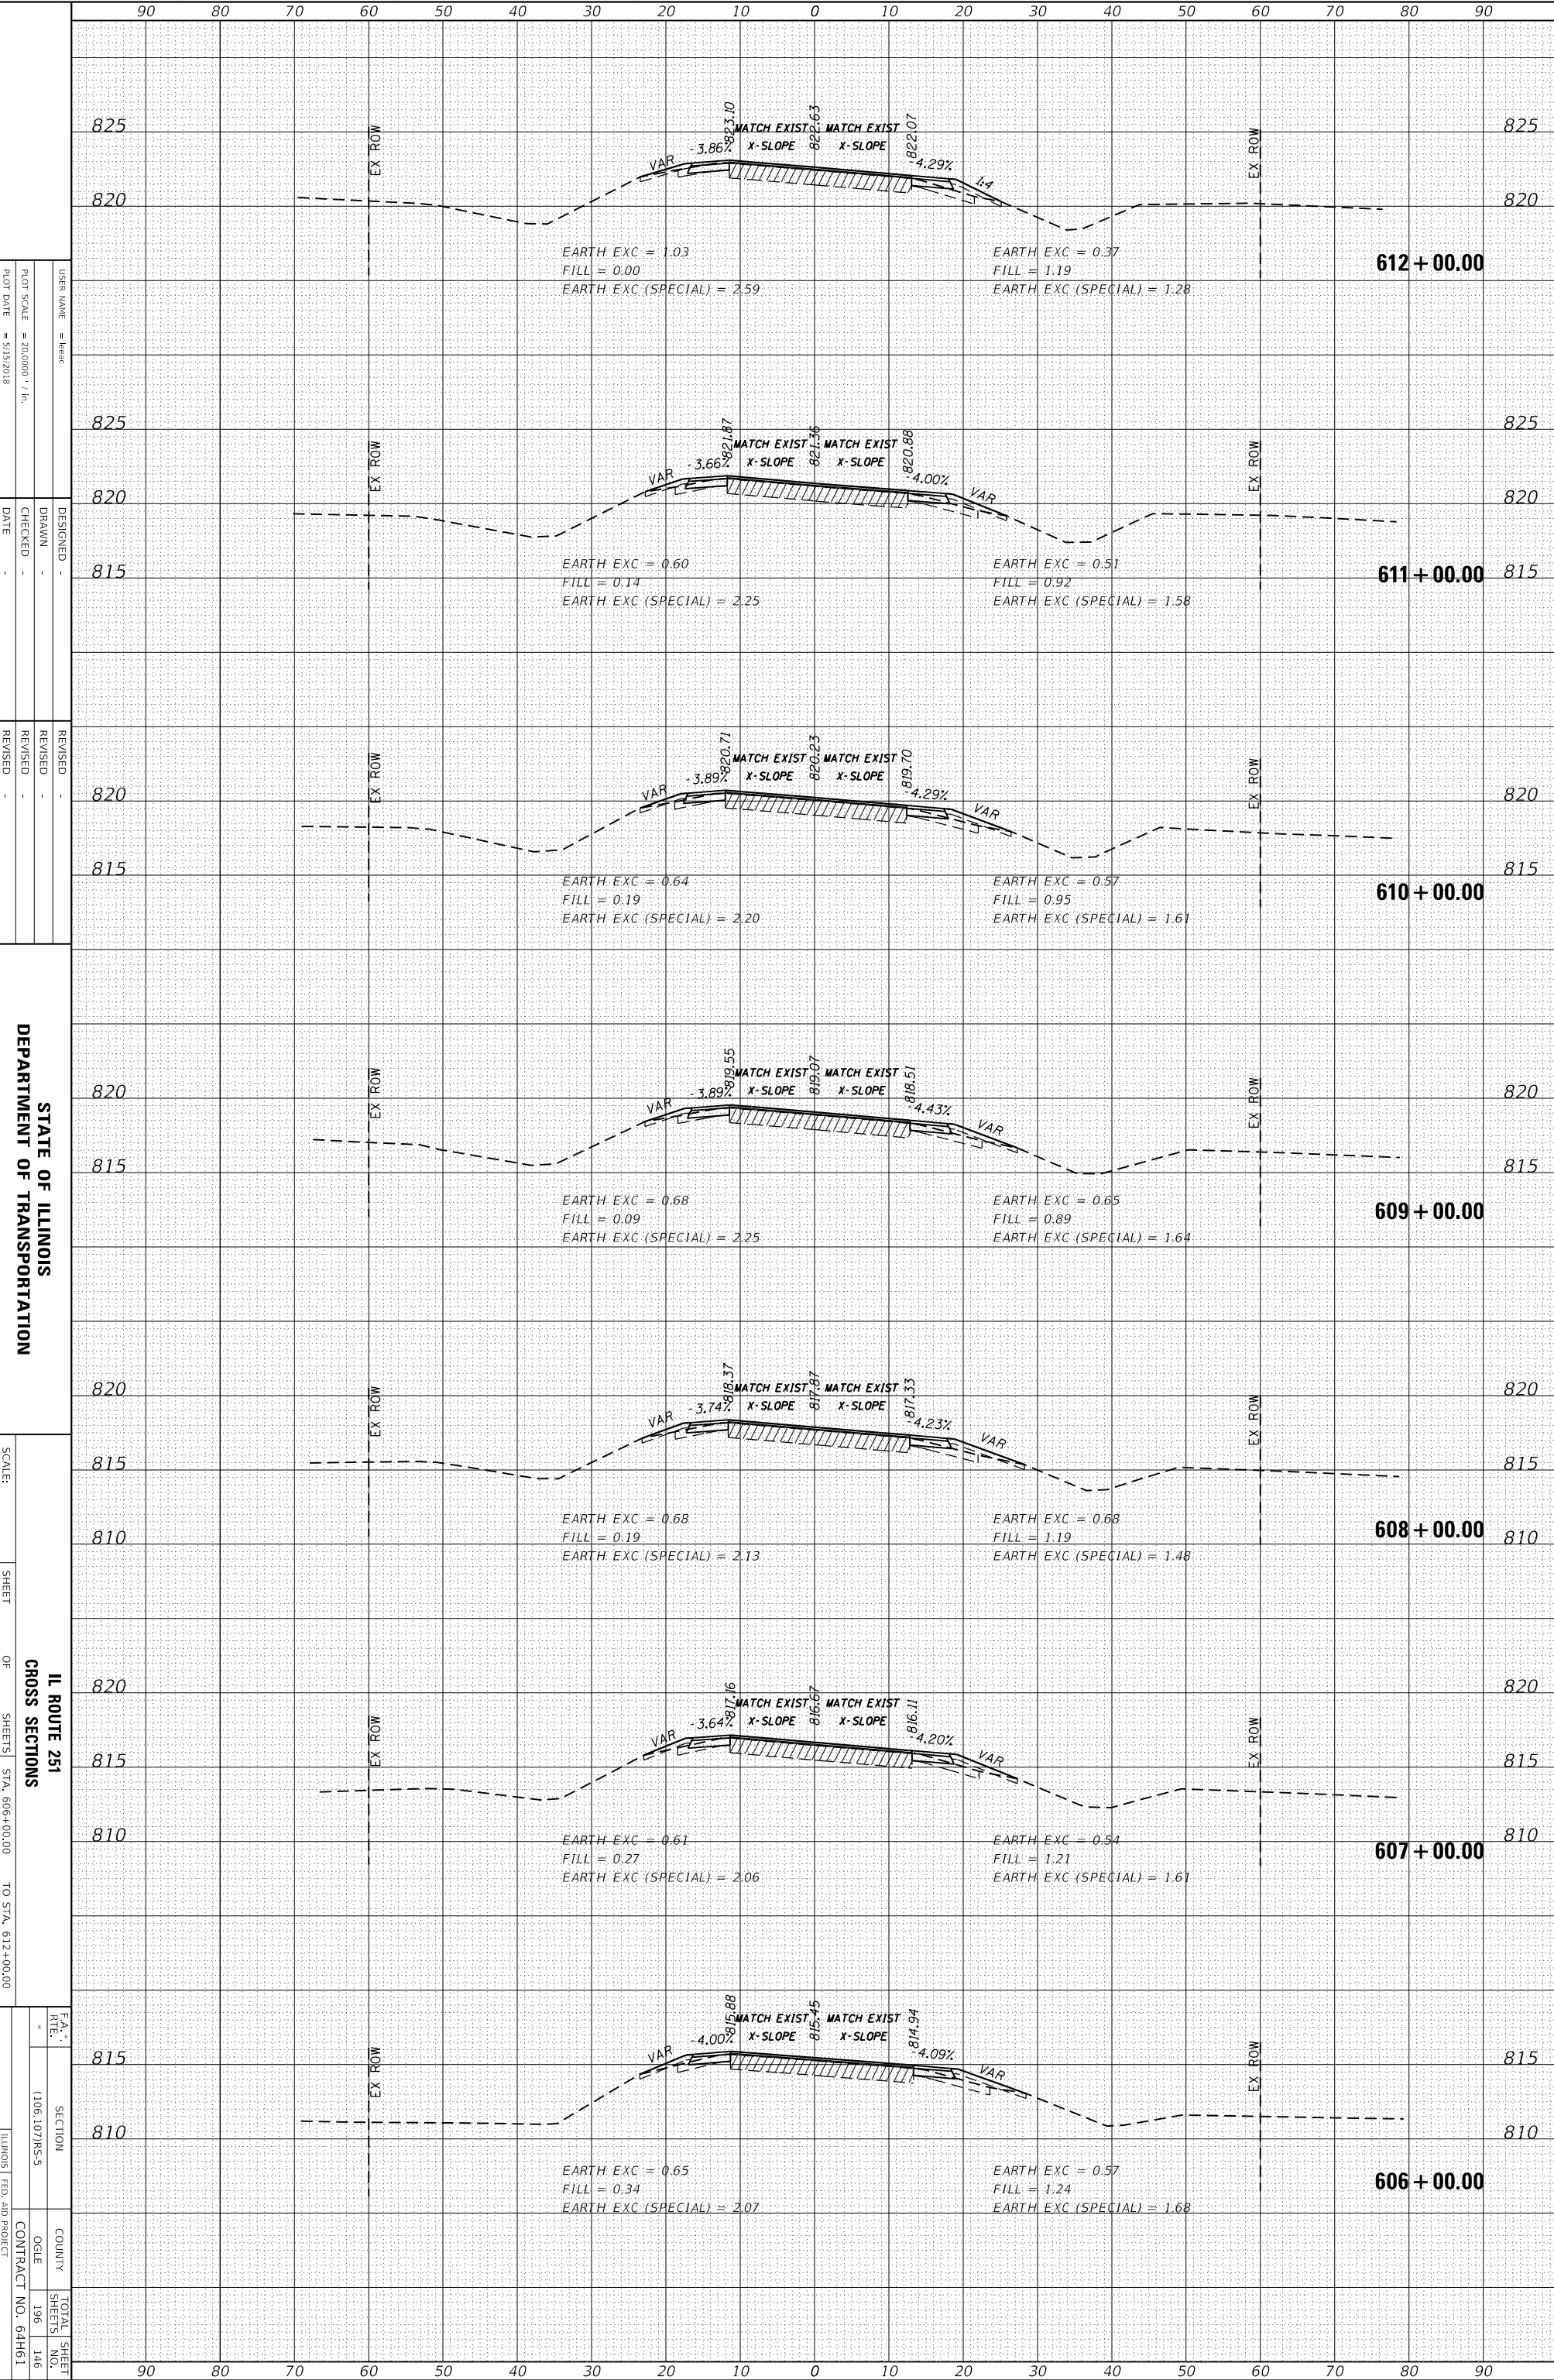 90 80 70 60 50 40 30 20 10 0 10 20 30 40 50 60 70 80 90
825 825
EX ROW EX ROW
VAR -3.86% 823.10 MATCH EXIST 822.63 MATCH EXIST 822.07 -4.29% 1:4
X-SLOPE X-SLOPE
820 820
EARTH EXC = 1.03 EARTH EXC = 0.37
612+00.00
FILL = 0.00 FILL = 1.19
EARTH EXC (SPECIAL) = 2.59 EARTH EXC (SPECIAL) = 1.28
825 825
EX ROW EX ROW
VAR -3.66% 821.87 MATCH EXIST 821.36 MATCH EXIST 820.88 -4.00% VAR
X-SLOPE X-SLOPE
820 820
EARTH EXC = 0.60 EARTH EXC = 0.51
815 611+00.00 815
FILL = 0.14 FILL = 0.92
EARTH EXC (SPECIAL) = 2.25 EARTH EXC (SPECIAL) = 1.58
EX ROW EX ROW
VAR -3.89% 820.71 MATCH EXIST 820.23 MATCH EXIST 819.70 -4.29% VAR
X-SLOPE X-SLOPE
820 820
815 815
EARTH EXC = 0.64 EARTH EXC = 0.57
610+00.00
FILL = 0.19 FILL = 0.95
EARTH EXC (SPECIAL) = 2.20 EARTH EXC (SPECIAL) = 1.61
EX ROW EX ROW
VAR -3.89% 819.55 MATCH EXIST 819.07 MATCH EXIST 818.51 -4.43% VAR
X-SLOPE X-SLOPE
820 820
815 815
EARTH EXC = 0.68 EARTH EXC = 0.65
609+00.00
FILL = 0.09 FILL = 0.89
EARTH EXC (SPECIAL) = 2.25 EARTH EXC (SPECIAL) = 1.64
EX ROW EX ROW
820 820
VAR -3.74% 818.37 MATCH EXIST 817.87 MATCH EXIST 817.33 -4.23% VAR
X-SLOPE X-SLOPE
815 815
EARTH EXC = 0.68 EARTH EXC = 0.68
608+00.00
810 FILL = 0.19 FILL = 1.19 810
EARTH EXC (SPECIAL) = 2.13 EARTH EXC (SPECIAL) = 1.48
820 820
EX ROW EX ROW
VAR -3.64% 817.16 MATCH EXIST 816.67 MATCH EXIST 816.11 -4.20% VAR
X-SLOPE X-SLOPE
815 815
810 EARTH EXC = 0.61 EARTH EXC = 0.54 810
607+00.00
FILL = 0.27 FILL = 1.21
EARTH EXC (SPECIAL) = 2.06 EARTH EXC (SPECIAL) = 1.61
EX ROW EX ROW
VAR -4.00% 815.88 MATCH EXIST 815.45 MATCH EXIST 814.94 -4.09% VAR
X-SLOPE X-SLOPE
815 815
810 810
EARTH EXC = 0.65 EARTH EXC = 0.57
606+00.00
FILL = 0.34 FILL = 1.24
EARTH EXC (SPECIAL) = 2.07 EARTH EXC (SPECIAL) = 1.68
90 80 70 60 50 40 30 20 10 0 10 20 30 40 50 60 70 80 90
USER NAME = leeac
PLOT SCALE = 20.0000 ' / in.
PLOT DATE = 5/15/2018
DESIGNED -
DRAWN -
CHECKED -
DATE -
REVISED -
REVISED -
REVISED -
REVISED -
STATE OF ILLINOIS
DEPARTMENT OF TRANSPORTATION
IL ROUTE 251
CROSS SECTIONS
SCALE: SHEET OF SHEETS STA. 606+00.00 TO STA. 612+00.00
F.A. * RTE. SECTION COUNTY TOTAL SHEETS SHEET NO.
* (106,107)RS-5 OGLE 196 146
CONTRACT NO. 64H61
ILLINOIS FED. AID PROJECT